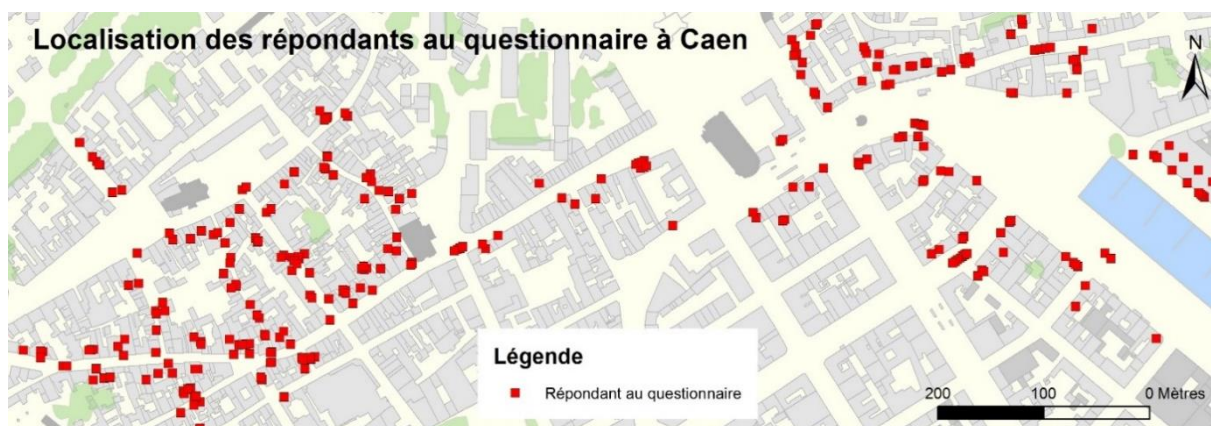 Localisation des répondants au questionnaire à Caen
N
Légende
Répondant au questionnaire
200 100 0 Mètres